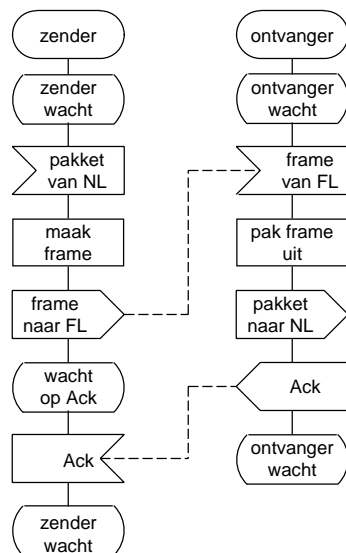 zender
zender
wacht
pakket
van NL
maak
frame
frame
naar FL
wacht
op Ack
Ack
zender
wacht
ontvanger
ontvanger
wacht
frame
van FL
pak frame
uit
pakket
naar NL
Ack
ontvanger
wacht